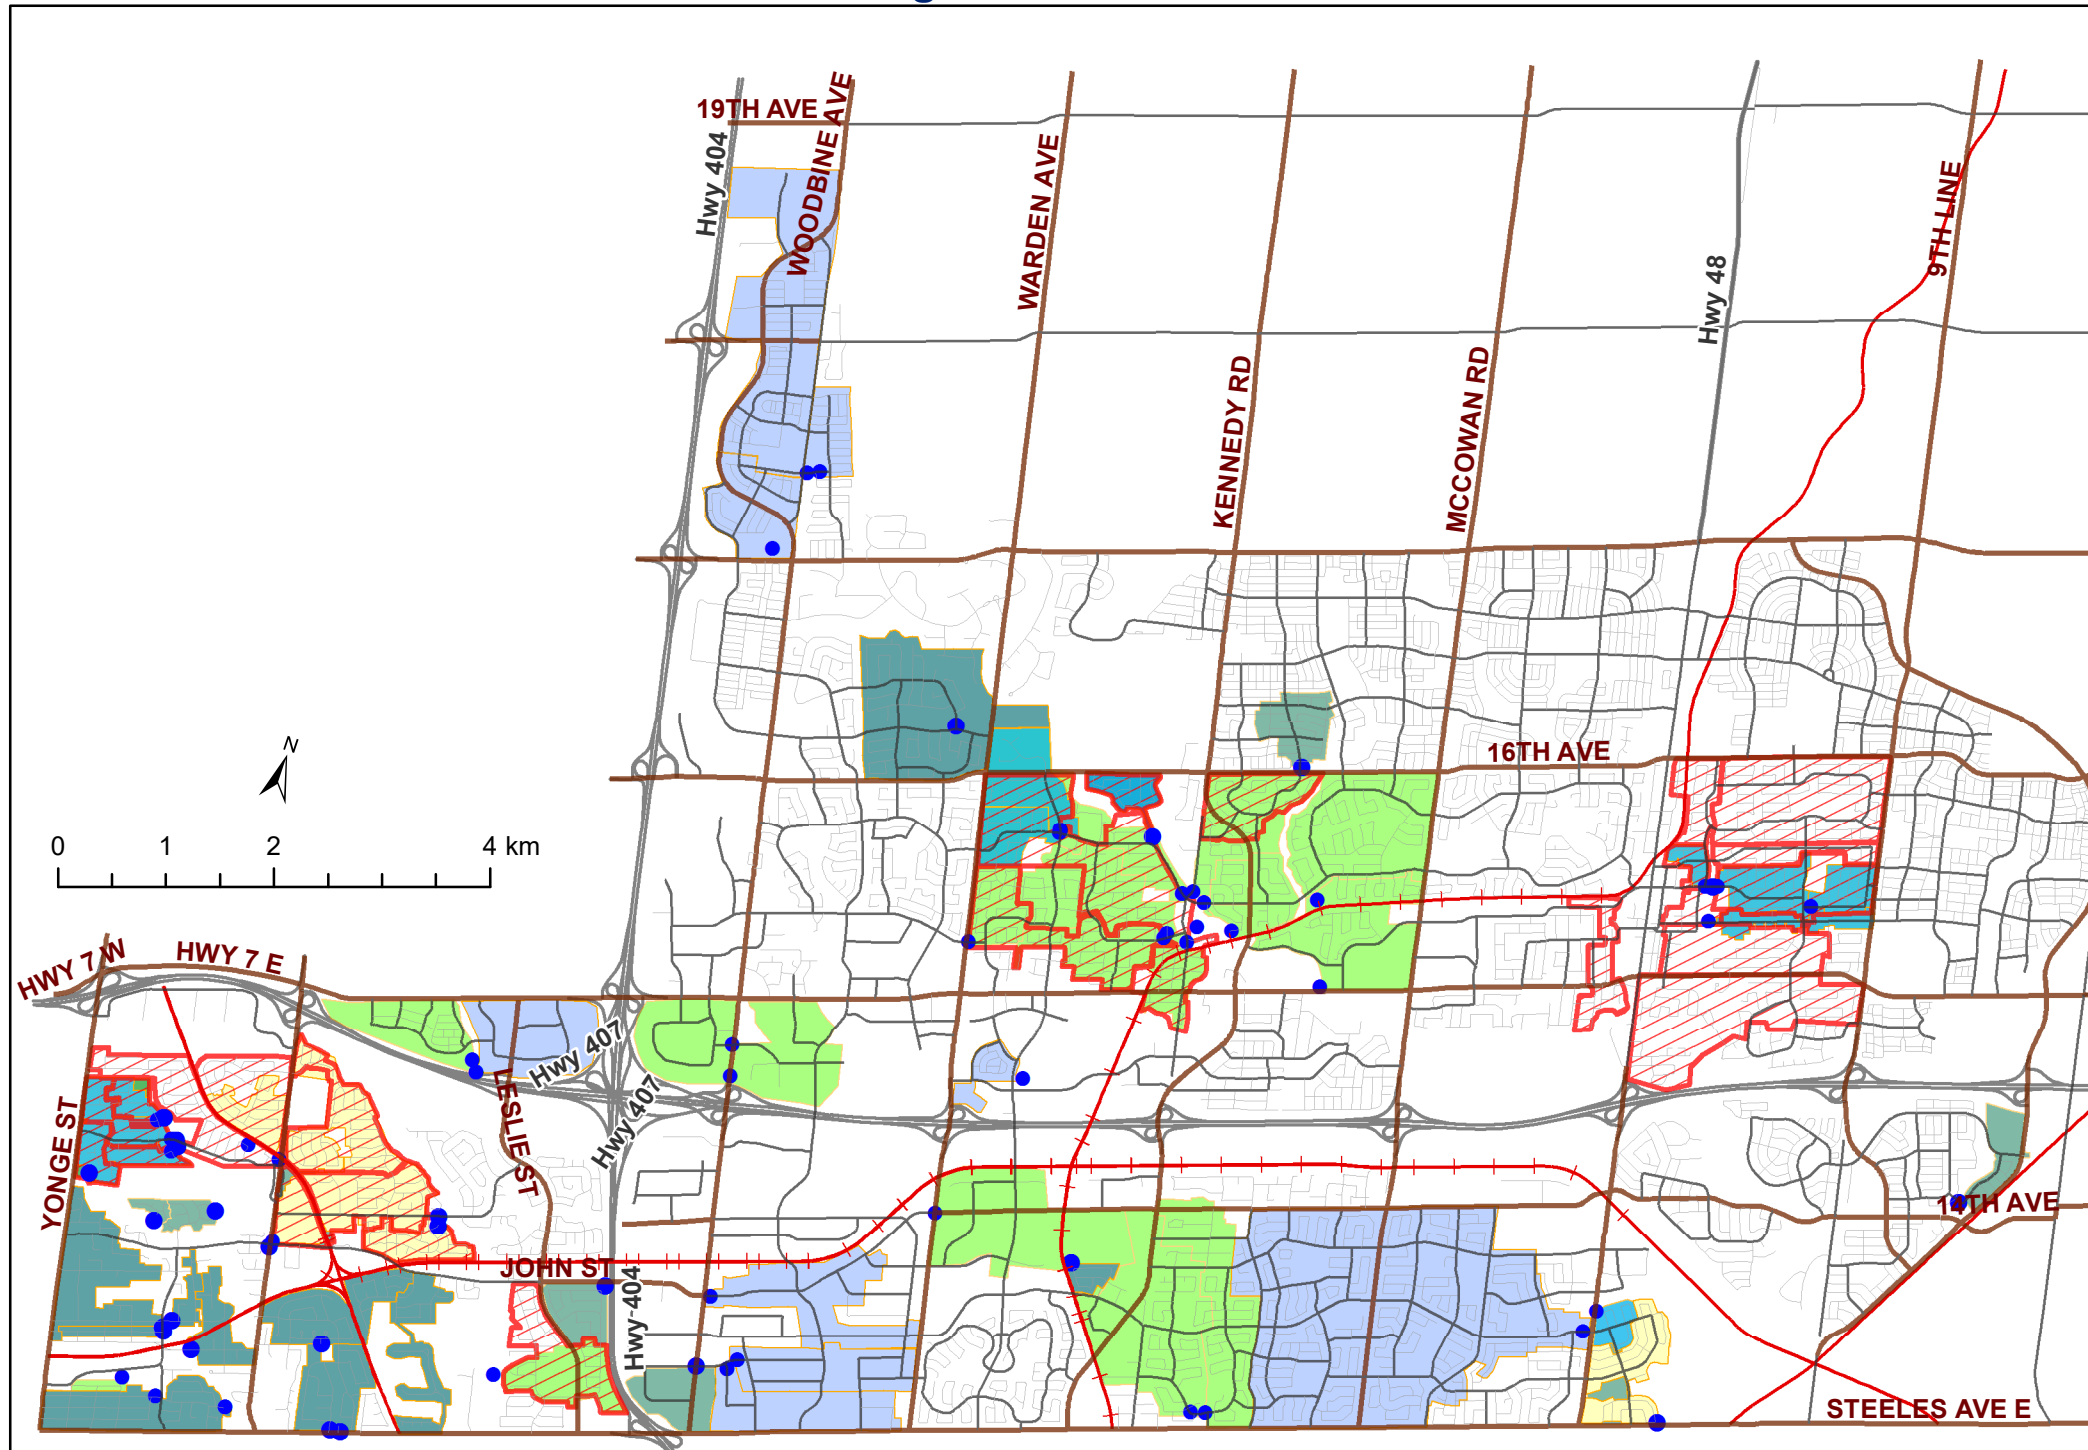 19TH AVE
WOODBINE AVE
Hwy 404
WARDEN AVE
9TH LINE
Hwy 48
KENNEDY RD
MCCOWAN RD
N
16TH AVE
0 1 2 4 km
HWY 7 W
HWY 7 E
Hwy 407
Hwy 407
LESLIE ST
YONGE ST
14TH AVE
JOHN ST
Hwy 404
STEELES AVE E